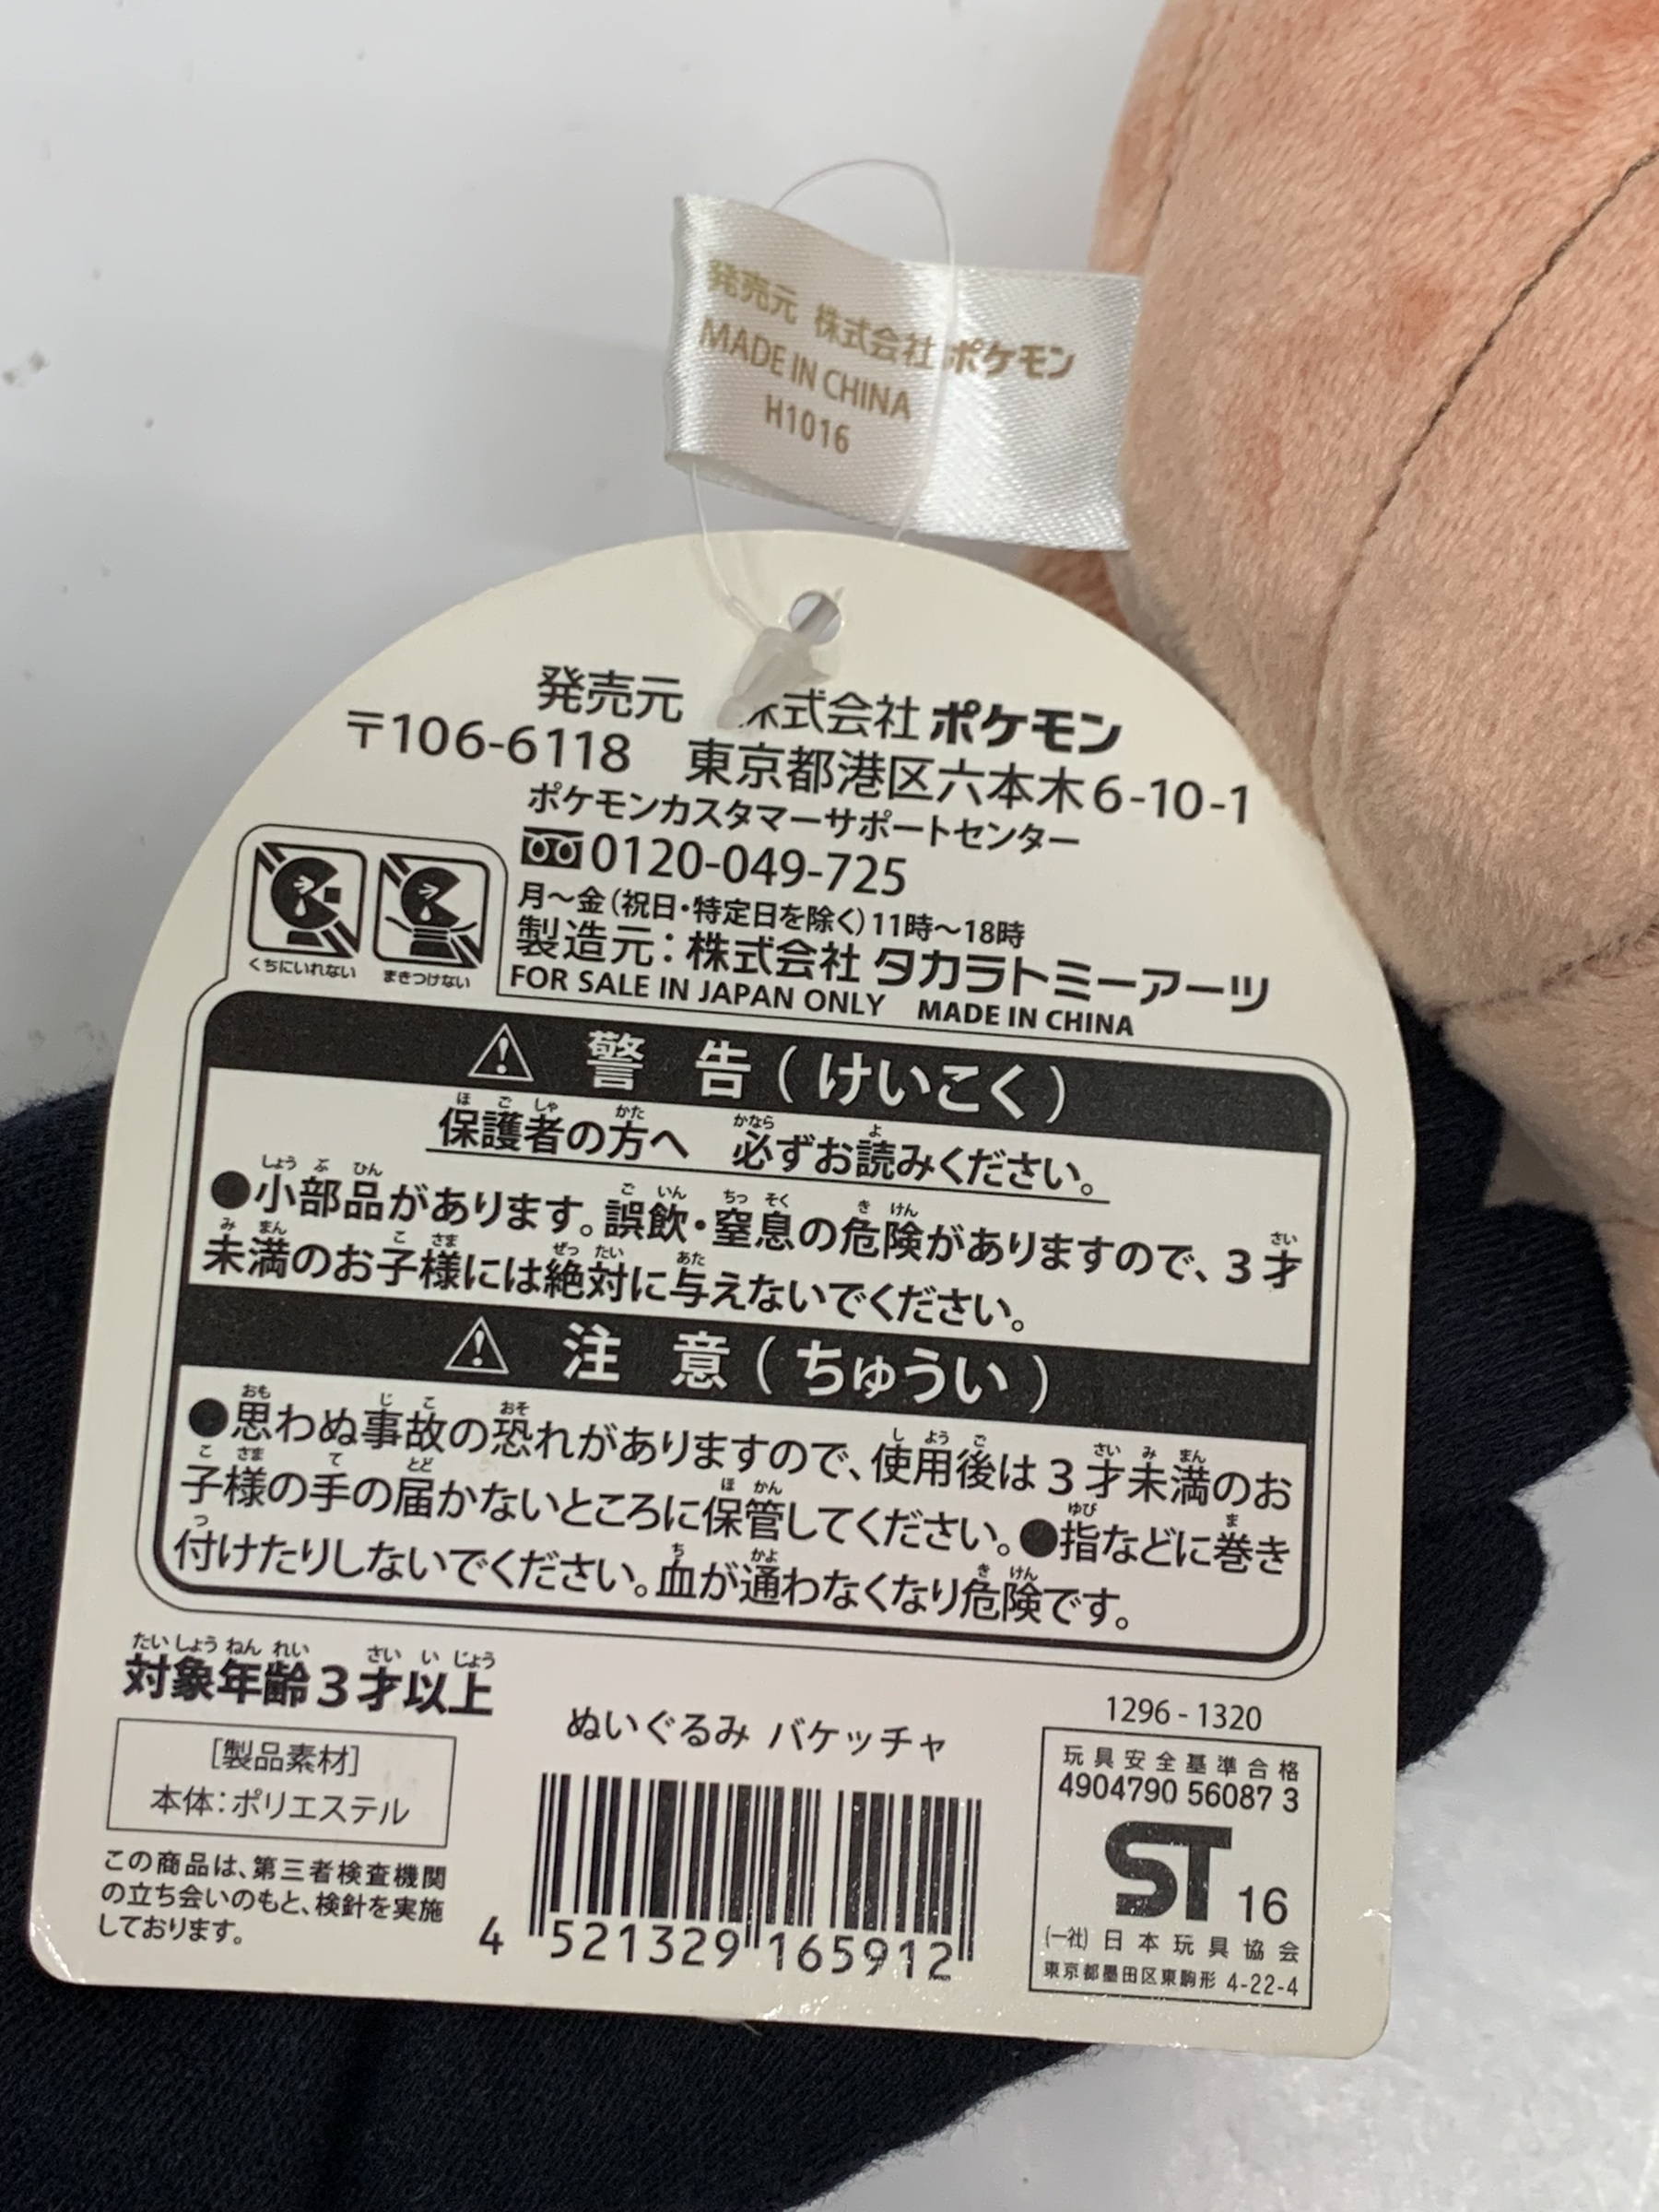 発売元 株式会社ポケモン
MADE IN CHINA
H1016
発売元 株式会社ポケモン
〒106-6118 東京都港区六本木6-10-1
ポケモンカスタマーサポートセンター
0120-049-725
月～金(祝日・特定日を除く)11時～18時
製造元：株式会社 タカラトミーアーツ
FOR SALE IN JAPAN ONLY MADE IN CHINA
くちにいれない まきつけない
警 告(けいこく)
保護者の方へ 必ずお読みください。
●小部品があります。誤飲・窒息の危険がありますので、3才
未満のお子様には絶対に与えないでください。
注 意(ちゅうい)
●思わぬ事故の恐れがありますので、使用後は3才未満のお
子様の手の届かないところに保管してください。●指などに巻き
付けたりしないでください。血が通わなくなり危険です。
対象年齢3才以上
[製品素材]
本体：ポリエステル
この商品は、第三者検査機関
の立ち会いのもと、検針を実施
しております。
ぬいぐるみ バケッチャ
4 521329 165912
1296-1320
玩具安全基準合格
4904790 56087 3
ST 16
(一社)日本玩具協会
東京都墨田区東駒形 4-22-4